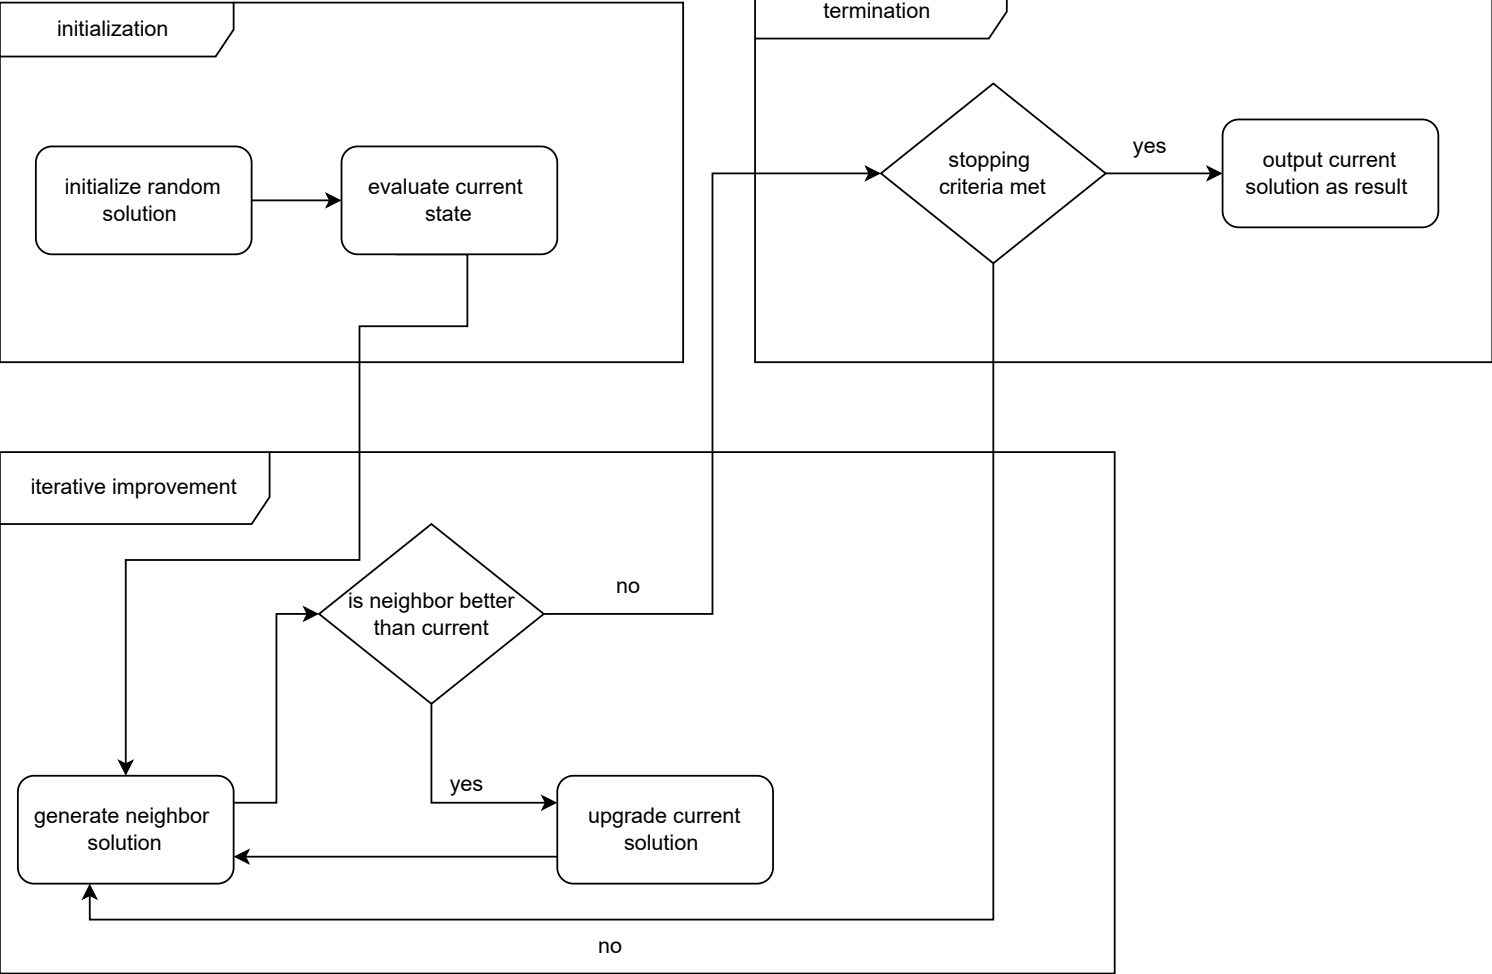 initialization
termination
initialize random
solution
evaluate current
state
stopping
criteria met
yes
output current
solution as result
iterative improvement
is neighbor better
than current
no
yes
generate neighbor
solution
upgrade current
solution
no